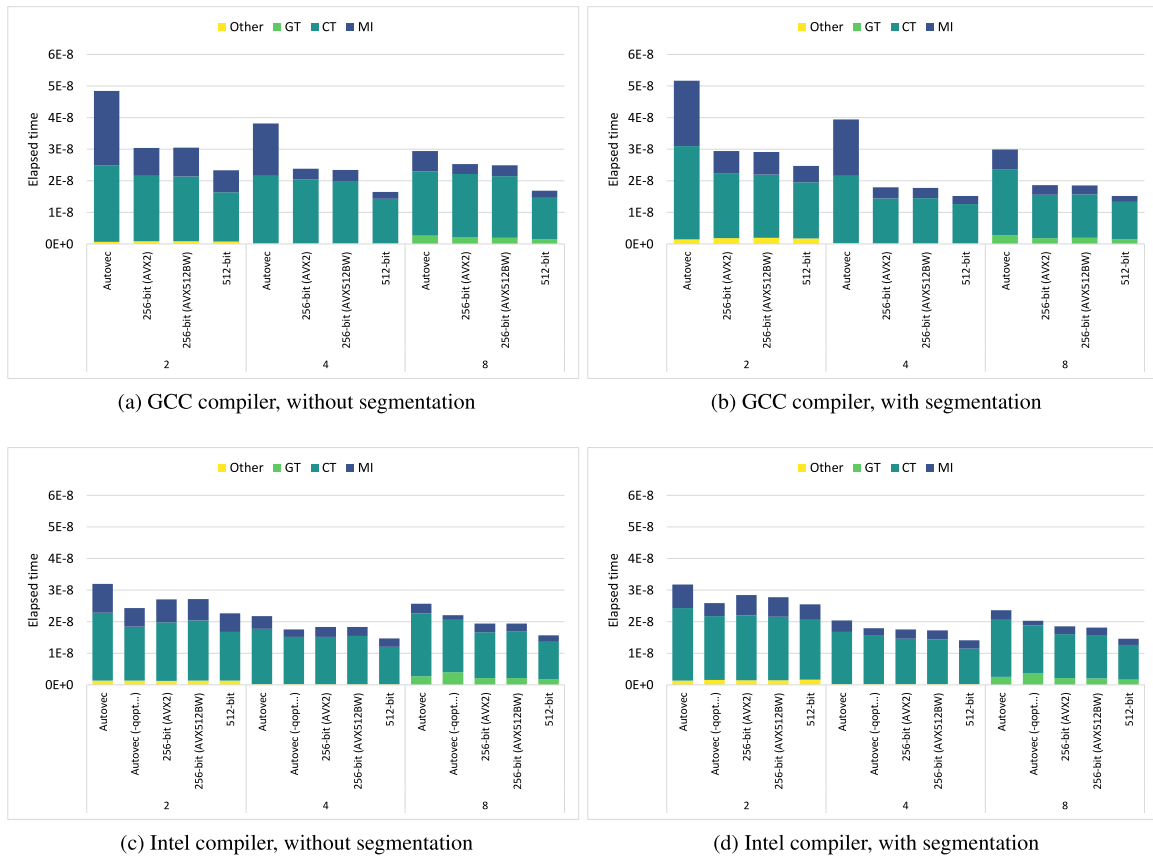 Other GT CT MI
Elapsed time
6E-8
5E-8
4E-8
3E-8
2E-8
1E-8
0E+0
Autovec
256-bit (AVX2)
256-bit (AVX512BW)
512-bit
Autovec
256-bit (AVX2)
256-bit (AVX512BW)
512-bit
Autovec
256-bit (AVX2)
256-bit (AVX512BW)
512-bit
2 4 8
(a) GCC compiler, without segmentation
Other GT CT MI
Elapsed time
6E-8
5E-8
4E-8
3E-8
2E-8
1E-8
0E+0
Autovec
256-bit (AVX2)
256-bit (AVX512BW)
512-bit
Autovec
256-bit (AVX2)
256-bit (AVX512BW)
512-bit
Autovec
256-bit (AVX2)
256-bit (AVX512BW)
512-bit
2 4 8
(b) GCC compiler, with segmentation
Other GT CT MI
Elapsed time
6E-8
5E-8
4E-8
3E-8
2E-8
1E-8
0E+0
Autovec
Autovec (-qopt...)
256-bit (AVX2)
256-bit (AVX512BW)
512-bit
Autovec
Autovec (-qopt...)
256-bit (AVX2)
256-bit (AVX512BW)
512-bit
Autovec
Autovec (-qopt...)
256-bit (AVX2)
256-bit (AVX512BW)
512-bit
2 4 8
(c) Intel compiler, without segmentation
Other GT CT MI
Elapsed time
6E-8
5E-8
4E-8
3E-8
2E-8
1E-8
0E+0
Autovec
Autovec (-qopt...)
256-bit (AVX2)
256-bit (AVX512BW)
512-bit
Autovec
Autovec (-qopt...)
256-bit (AVX2)
256-bit (AVX512BW)
512-bit
Autovec
Autovec (-qopt...)
256-bit (AVX2)
256-bit (AVX512BW)
512-bit
2 4 8
(d) Intel compiler, with segmentation